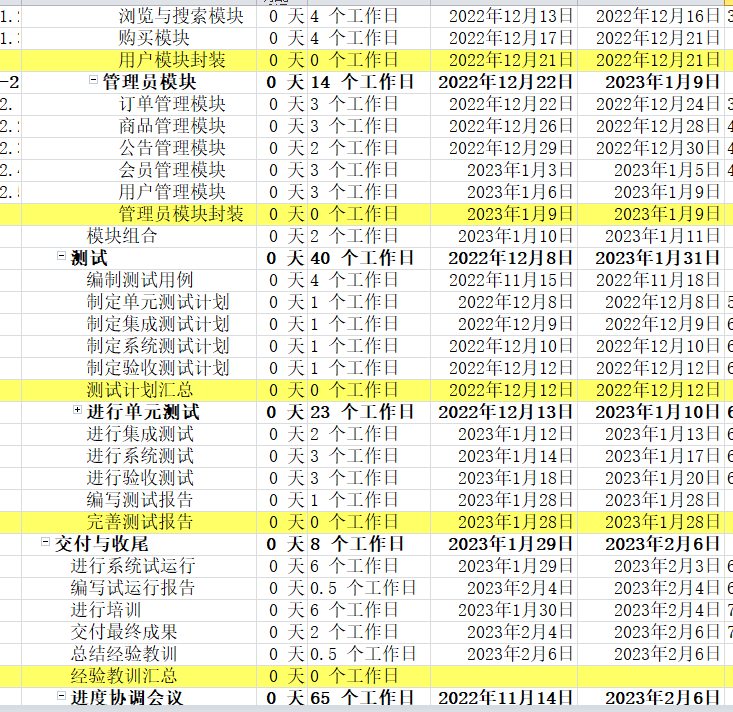 1.2 浏览与搜索模块 0 天 4 个工作日 2022年12月13日 2022年12月16日 3
1.3 购买模块 0 天 4 个工作日 2022年12月17日 2022年12月21日
用户模块封装 0 天 0 个工作日 2022年12月21日 2022年12月21日
-2 管理员模块 0 天 14 个工作日 2022年12月22日 2023年1月9日
2. 订单管理模块 0 天 3 个工作日 2022年12月22日 2022年12月24日 3
2.2 商品管理模块 0 天 3 个工作日 2022年12月26日 2022年12月28日 4
2.3 公告管理模块 0 天 2 个工作日 2022年12月29日 2022年12月30日 4
2.4 会员管理模块 0 天 3 个工作日 2023年1月3日 2023年1月5日 4
2.5 用户管理模块 0 天 3 个工作日 2023年1月6日 2023年1月9日
管理员模块封装 0 天 0 个工作日 2023年1月9日 2023年1月9日
模块组合 0 天 2 个工作日 2023年1月10日 2023年1月11日
测试 0 天 40 个工作日 2022年12月8日 2023年1月31日
编制测试用例 0 天 4 个工作日 2022年11月15日 2022年11月18日
制定单元测试计划 0 天 1 个工作日 2022年12月8日 2022年12月8日 5
制定集成测试计划 0 天 1 个工作日 2022年12月9日 2022年12月9日 6
制定系统测试计划 0 天 1 个工作日 2022年12月10日 2022年12月10日 6
制定验收测试计划 0 天 1 个工作日 2022年12月12日 2022年12月12日 6
测试计划汇总 0 天 0 个工作日 2022年12月12日 2022年12月12日
进行单元测试 0 天 23 个工作日 2022年12月13日 2023年1月10日 6
进行集成测试 0 天 2 个工作日 2023年1月12日 2023年1月13日 6
进行系统测试 0 天 3 个工作日 2023年1月14日 2023年1月17日 6
进行验收测试 0 天 3 个工作日 2023年1月18日 2023年1月20日 6
编写测试报告 0 天 1 个工作日 2023年1月28日 2023年1月28日
完善测试报告 0 天 0 个工作日 2023年1月28日 2023年1月28日
交付与收尾 0 天 8 个工作日 2023年1月29日 2023年2月6日
进行系统试运行 0 天 6 个工作日 2023年1月29日 2023年2月3日 6
编写试运行报告 0 天 0.5 个工作日 2023年2月4日 2023年2月4日 6
进行培训 0 天 6 个工作日 2023年1月30日 2023年2月4日 7
交付最终成果 0 天 2 个工作日 2023年2月4日 2023年2月6日 7
总结经验教训 0 天 0.5 个工作日 2023年2月6日 2023年2月6日
经验教训汇总 0 天 0 个工作日
进度协调会议 0 天 65 个工作日 2022年11月14日 2023年2月6日